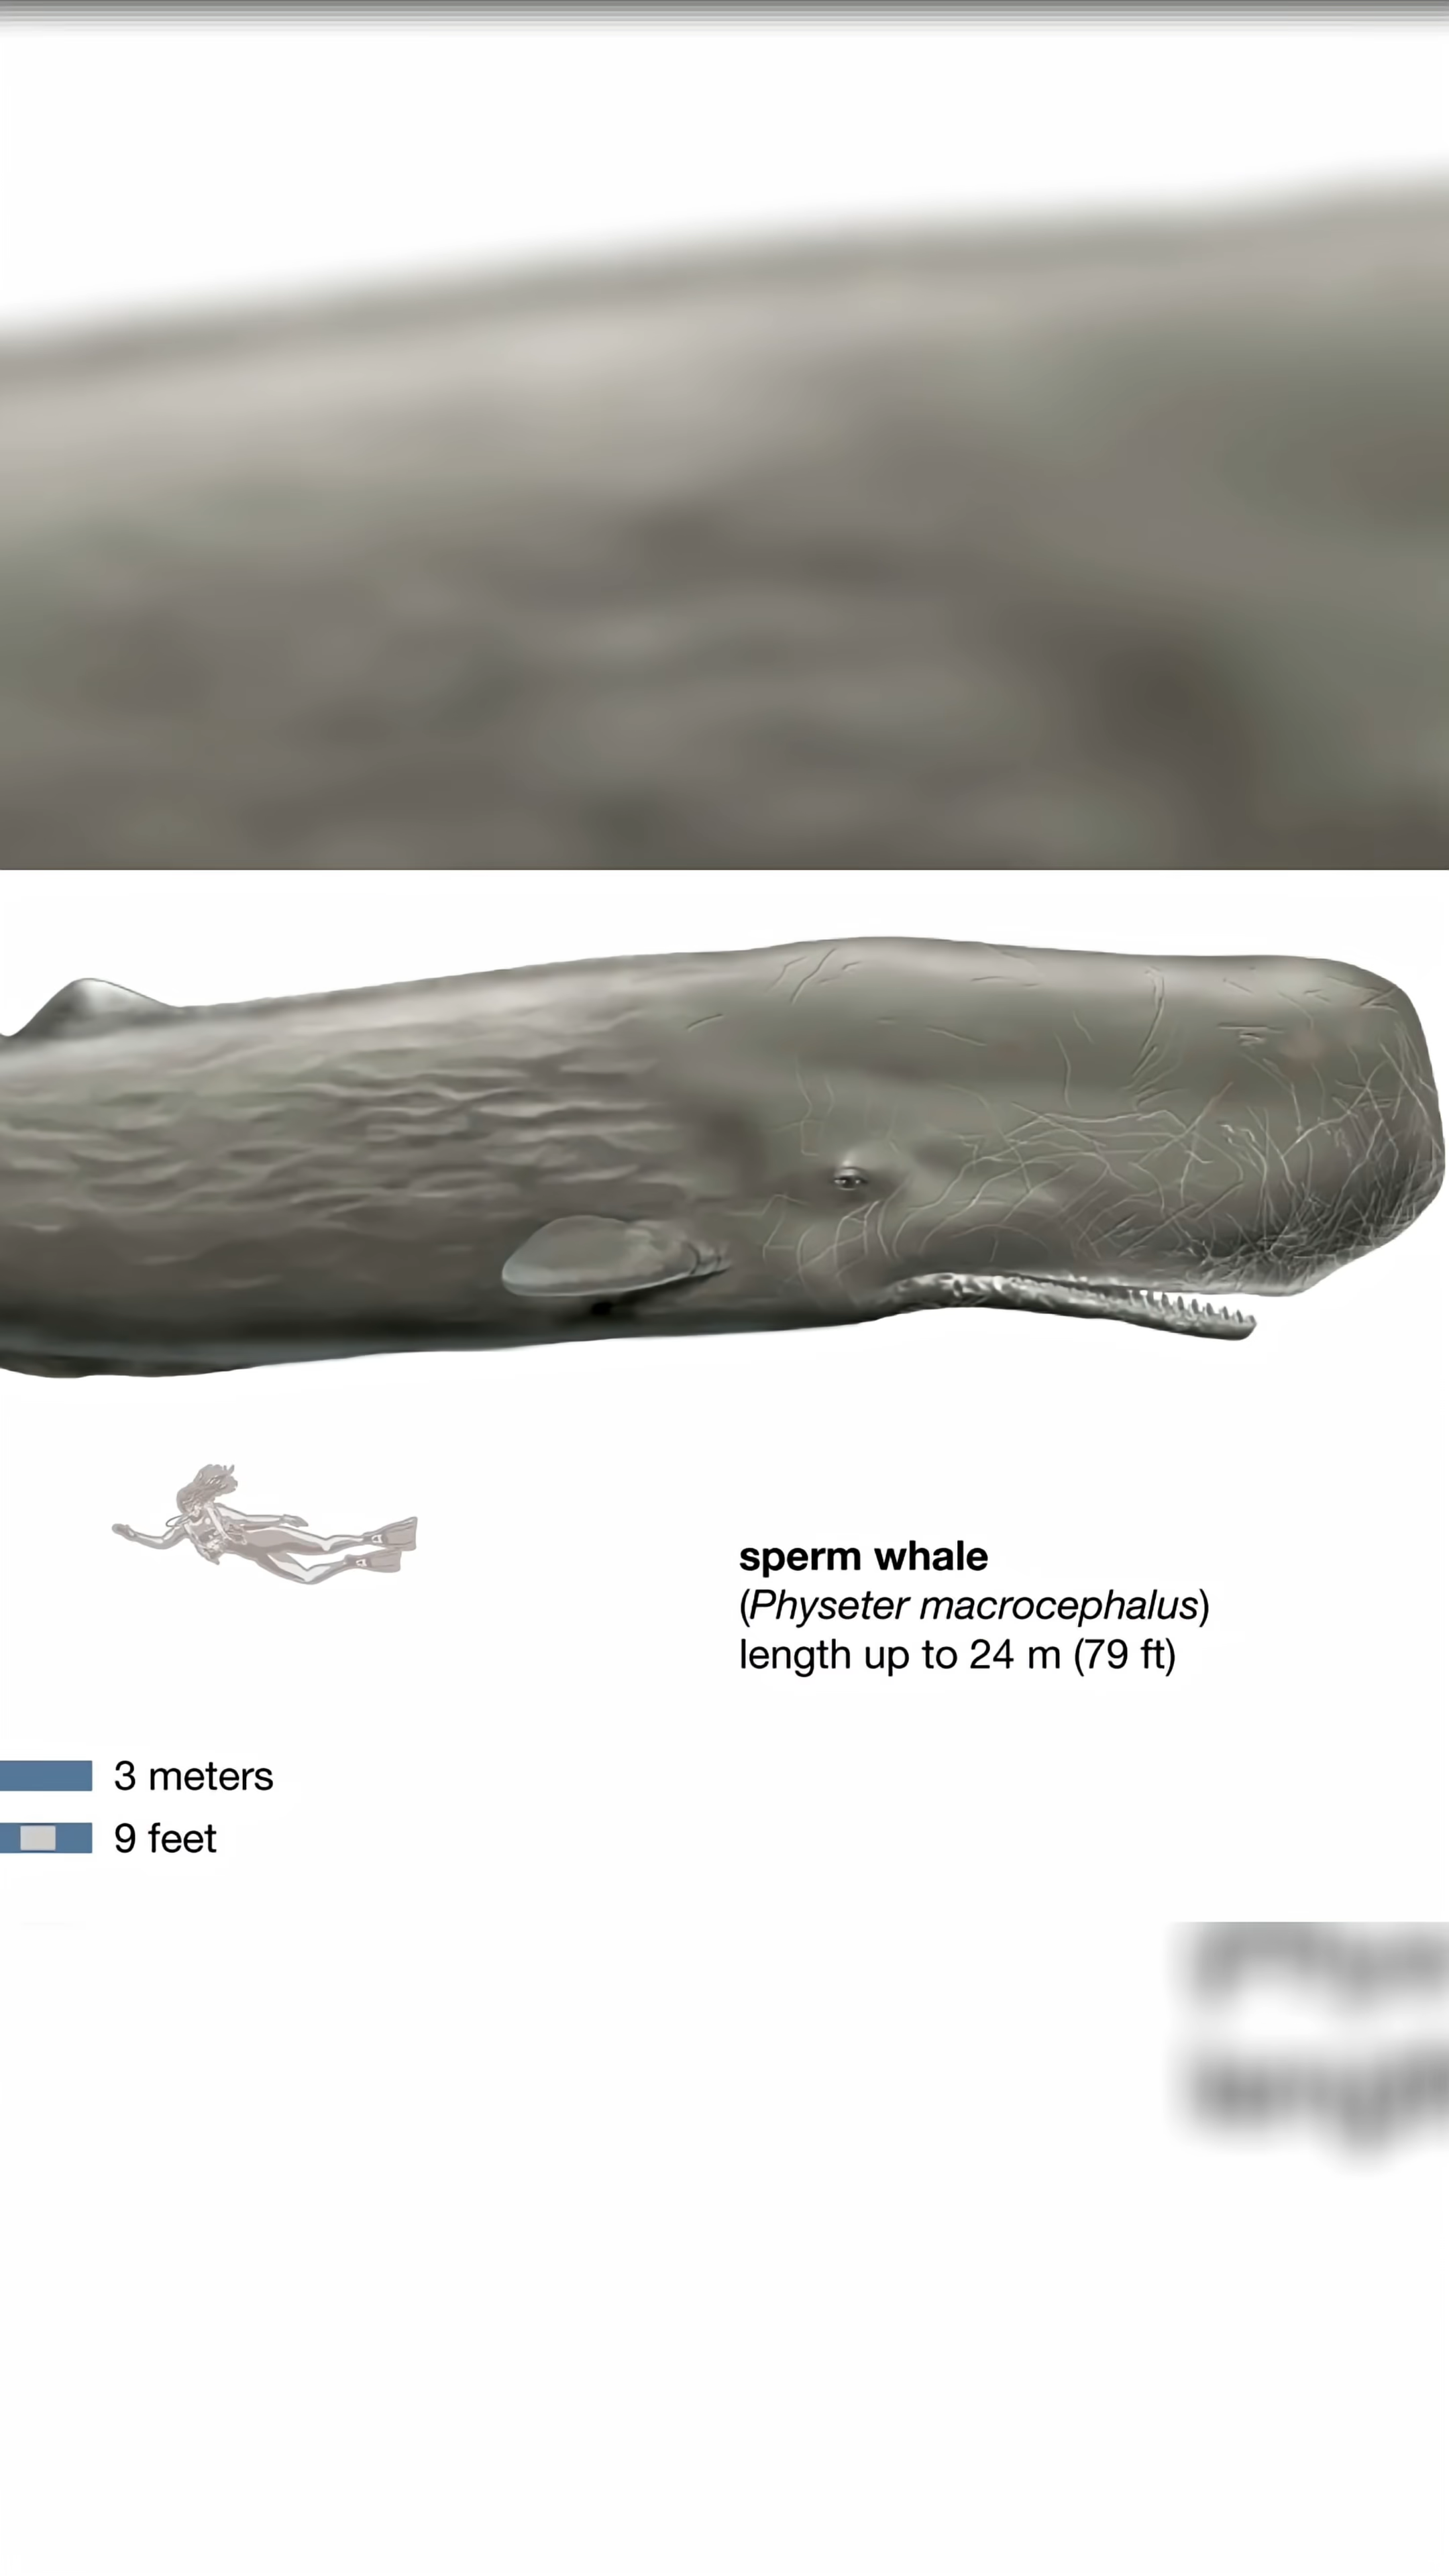 sperm whale
(Physeter macrocephalus)
length up to 24 m (79 ft)
3 meters
9 feet